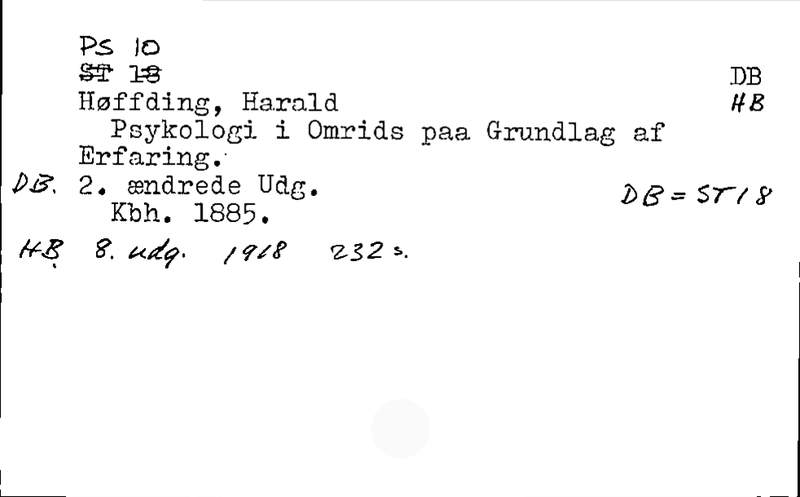 PS 10
ST 18 DB
Høffding, Harald HB
Psykologi i Omrids paa Grundlag af
Erfaring.
DB. 2. ændrede Udg. DB = ST 18
Kbh. 1885.
HB 8. udg. 1918 232 s.